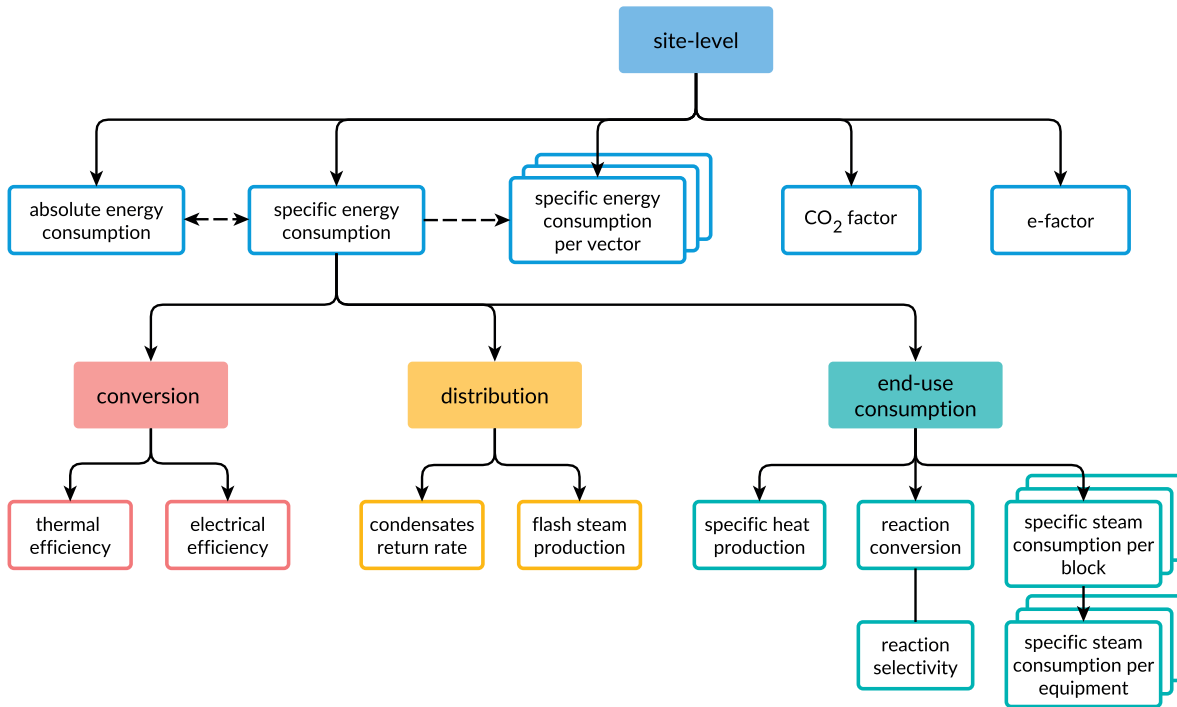 site-level
absolute energy
consumption
specific energy
consumption
specific energy
consumption
per vector
CO2 factor
e-factor
conversion
distribution
end-use
consumption
thermal
efficiency
electrical
efficiency
condensates
return rate
flash steam
production
specific heat
production
reaction
conversion
specific steam
consumption per
block
reaction
selectivity
specific steam
consumption per
equipment